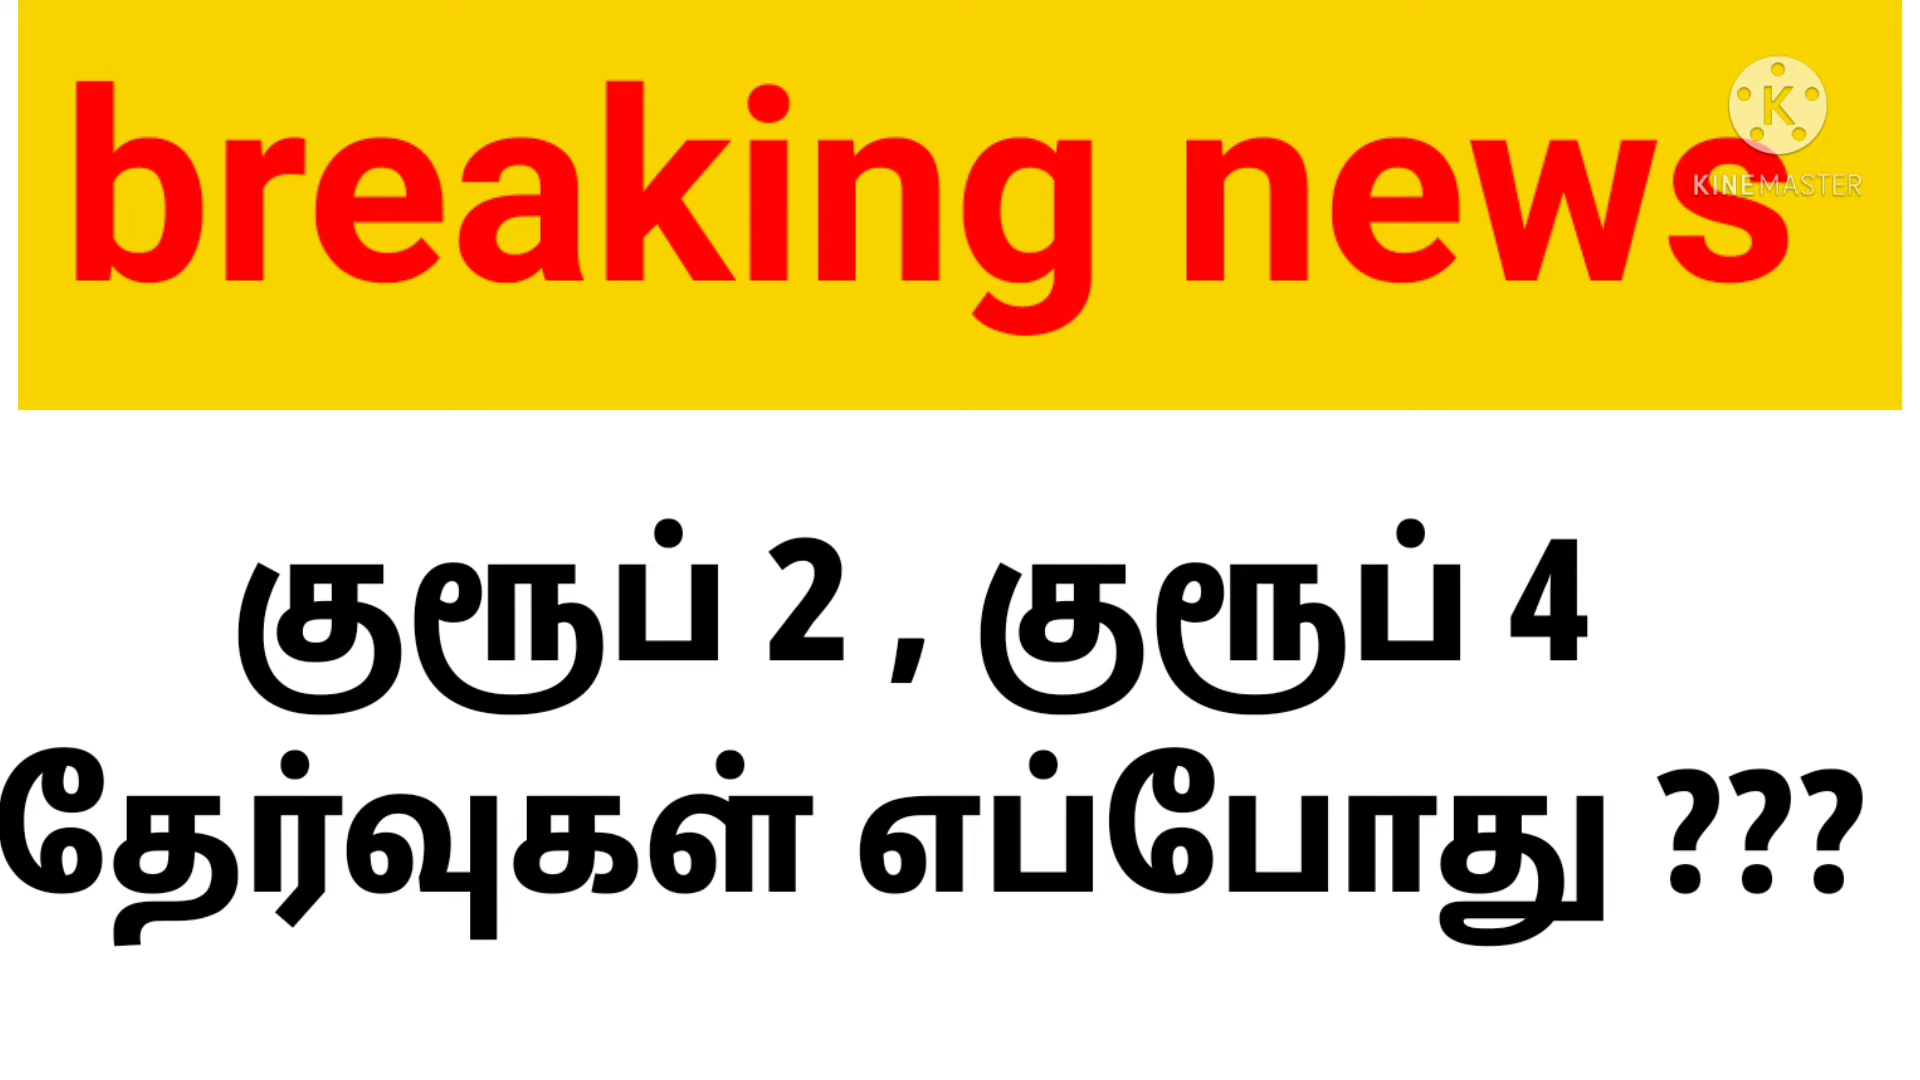 breaking news
K
KINEMASTER
குரூப் 2 , குரூப் 4
தேர்வுகள் எப்போது ???